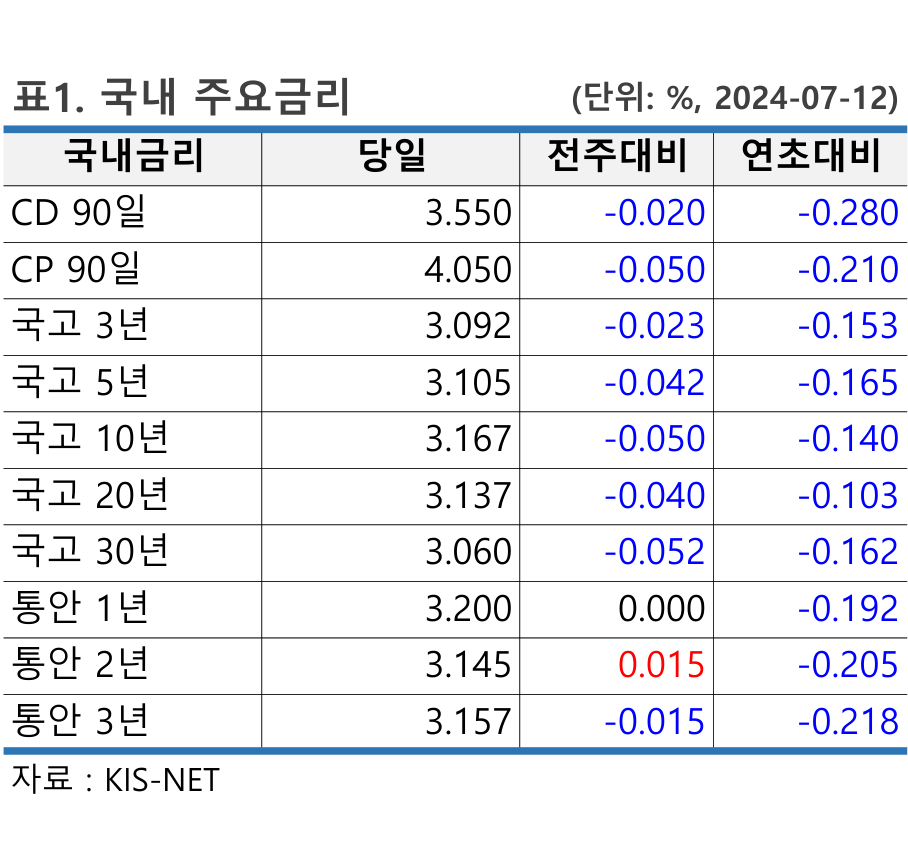 표1. 국내 주요금리 (단위: %, 2024-07-12)
국내금리 당일 전주대비 연초대비
CD 90일 3.550 -0.020 -0.280
CP 90일 4.050 -0.050 -0.210
국고 3년 3.092 -0.023 -0.153
국고 5년 3.105 -0.042 -0.165
국고 10년 3.167 -0.050 -0.140
국고 20년 3.137 -0.040 -0.103
국고 30년 3.060 -0.052 -0.162
통안 1년 3.200 0.000 -0.192
통안 2년 3.145 0.015 -0.205
통안 3년 3.157 -0.015 -0.218
자료 : KIS-NET